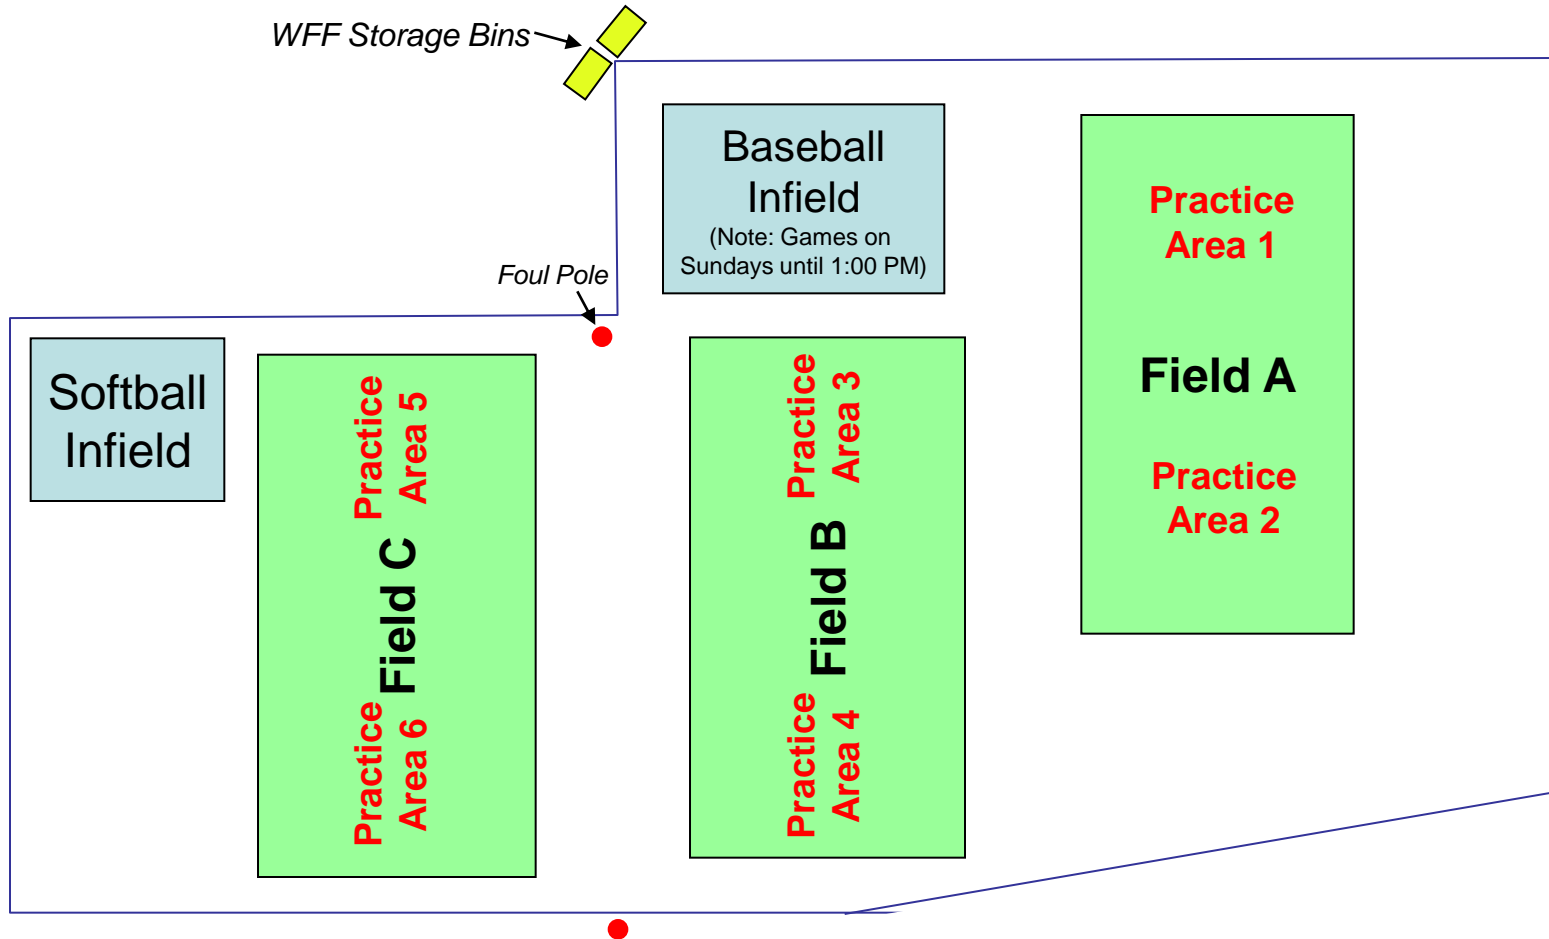 WFF Storage Bins
Baseball
Infield
(Note: Games on
Sundays until 1:00 PM)
Foul Pole
Softball
Infield
Practice
Area 5
Field C
Practice
Area 6
Practice
Area 3
Field B
Practice
Area 4
Practice
Area 1
Field A
Practice
Area 2